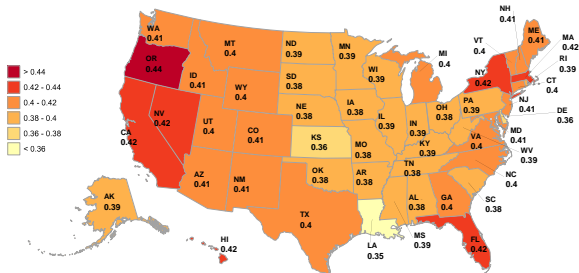 > 0.44
0.42 - 0.44
0.4 - 0.42
0.38 - 0.4
0.36 - 0.38
< 0.36
WA
0.41
OR
0.44
CA
0.42
NV
0.42
ID
0.41
MT
0.4
WY
0.4
UT
0.4
CO
0.41
AZ
0.41
NM
0.41
ND
0.39
SD
0.38
NE
0.38
KS
0.36
OK
0.38
TX
0.4
MN
0.39
IA
0.38
MO
0.38
AR
0.38
LA
0.35
WI
0.39
IL
0.39
IN
0.39
MI
0.4
OH
0.38
KY
0.39
TN
0.38
MS
0.39
AL
0.38
GA
0.4
FL
0.42
SC
0.38
NC
0.4
VA
0.4
WV
0.39
MD
0.41
DE
0.36
NJ
0.41
PA
0.39
NY
0.42
CT
0.4
RI
0.39
MA
0.42
VT
0.4
NH
0.41
ME
0.41
AK
0.39
HI
0.42